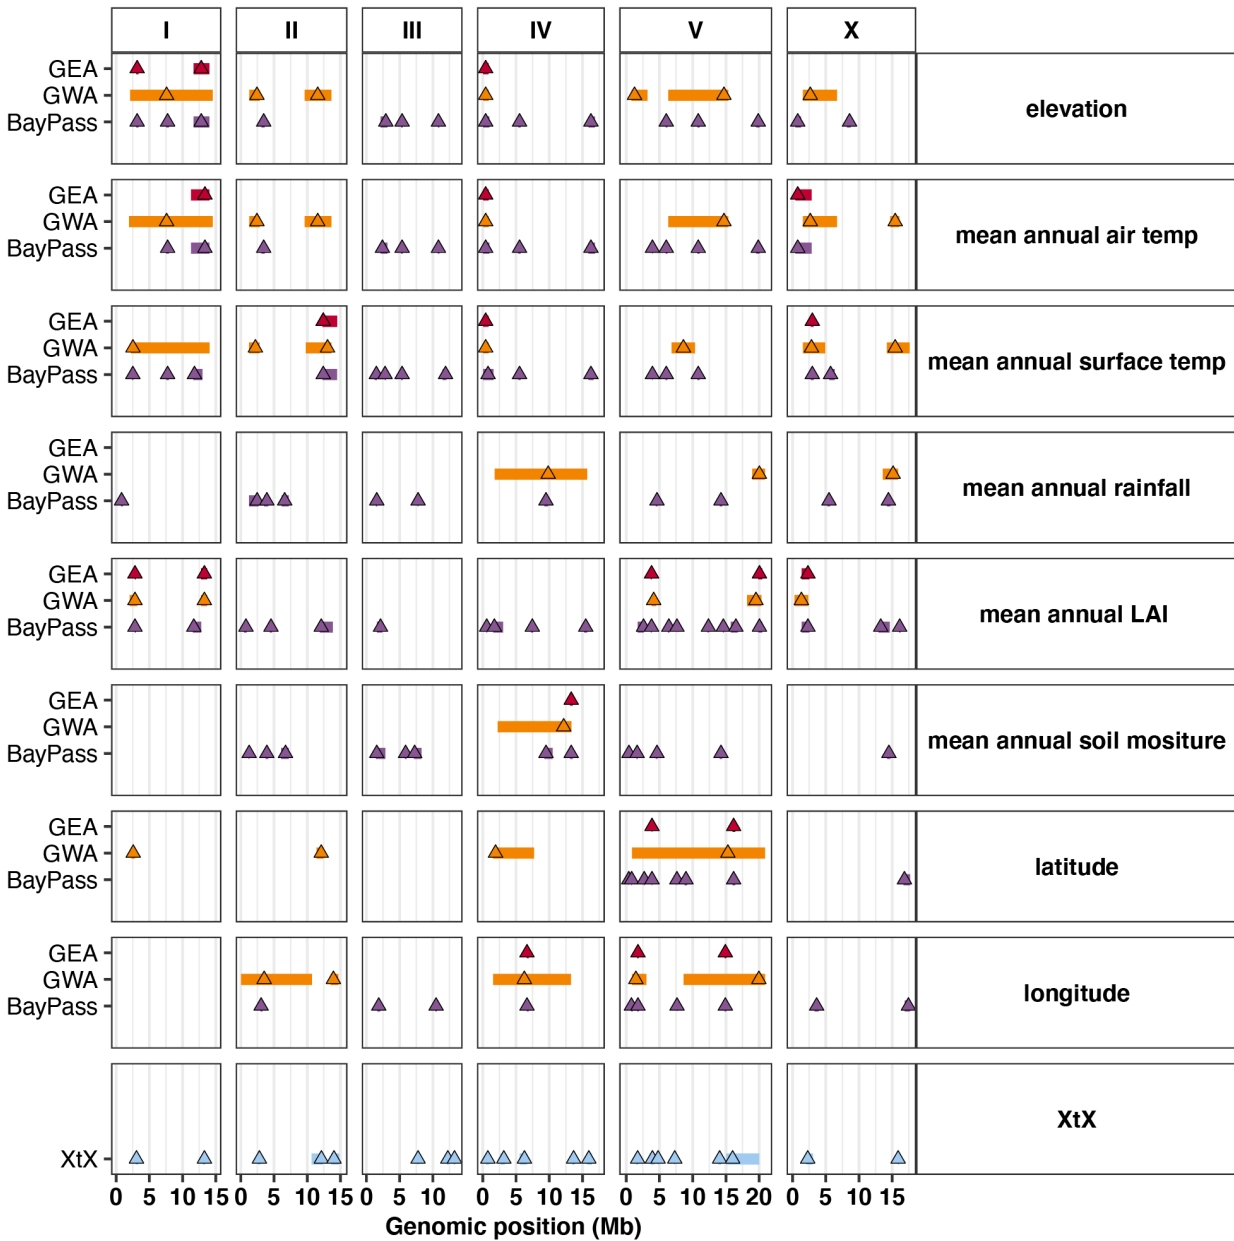 I II III IV V X
GEA
GWA
BayPass
elevation
GEA
GWA
BayPass
mean annual air temp
GEA
GWA
BayPass
mean annual surface temp
GEA
GWA
BayPass
mean annual rainfall
GEA
GWA
BayPass
mean annual LAI
GEA
GWA
BayPass
mean annual soil mositure
GEA
GWA
BayPass
latitude
GEA
GWA
BayPass
longitude
XtX
XtX
0 5 10 15 0 5 10 15 0 5 10 0 5 10 15 0 5 10 15 20 0 5 10 15
Genomic position (Mb)